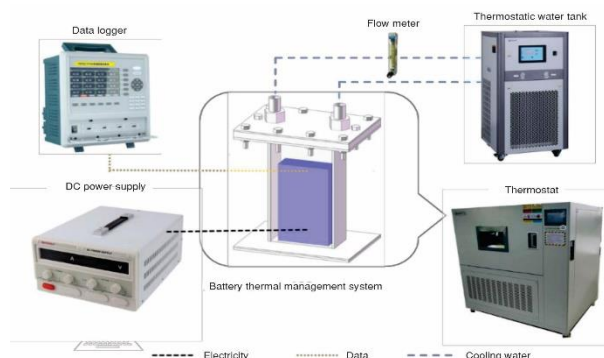 Flow meter
Thermostatic water tank
Data logger
DC power supply
Thermostat
Battery thermal management system
Electricity
Data
Cooling water